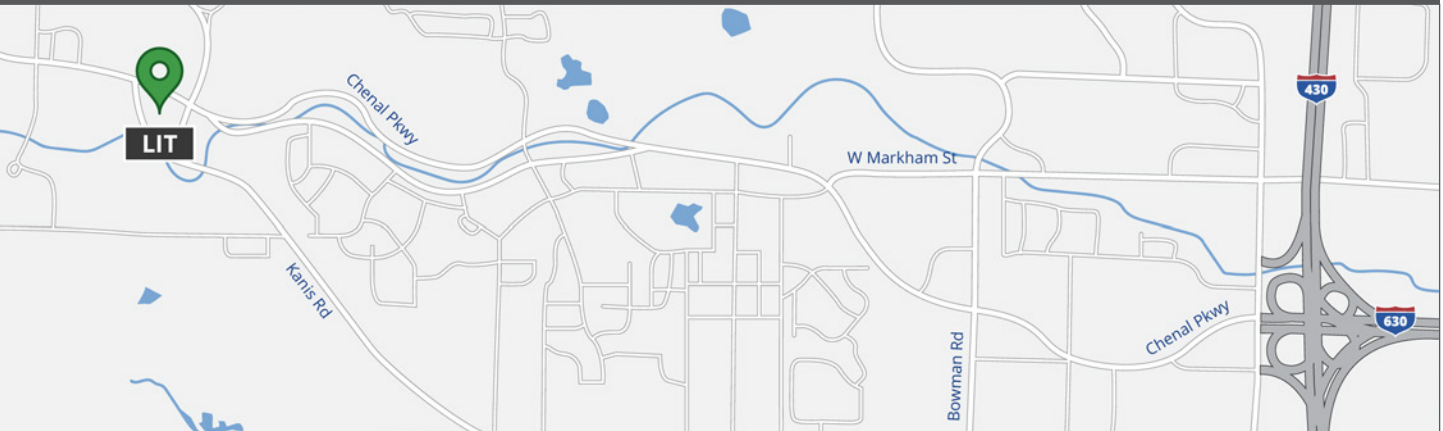 Chenal Pkwy
430
LIT
W Markham St
Kanis Rd
630
Chenal Pkwy
Bowman Rd